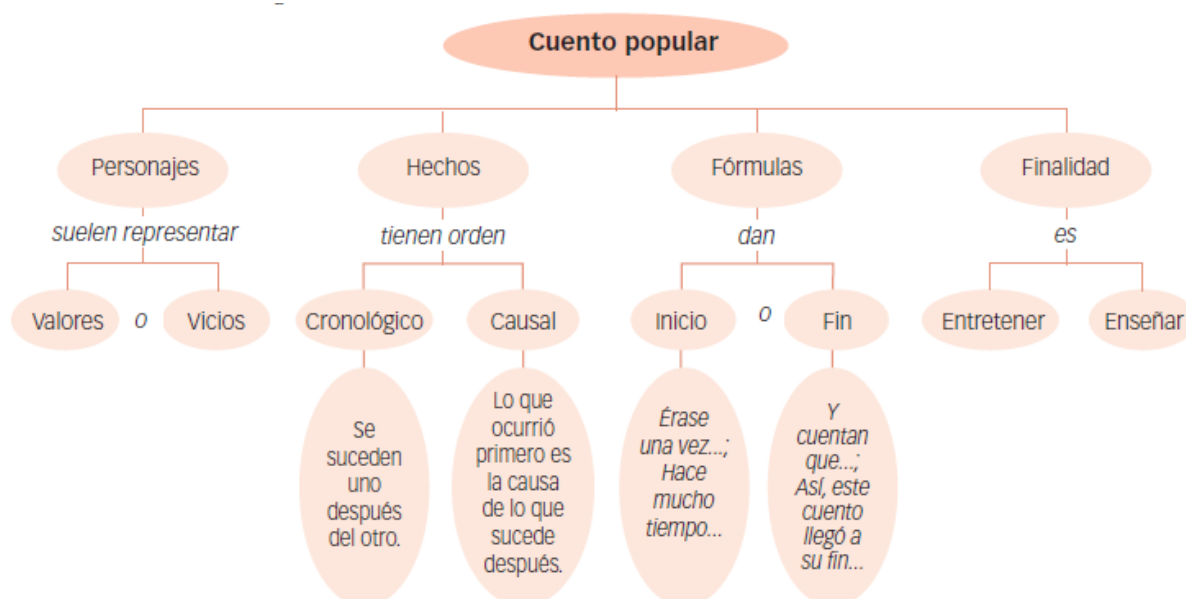 Cuento popular
Personajes
Hechos
Fórmulas
Finalidad
suelen representar
tienen orden
dan
es
Valores
o
Vicios
Cronológico
Causal
Inicio
o
Fin
Entretener
Enseñar
Se
suceden
uno
después
del otro.
Lo que
ocurrió
primero es
la causa
de lo que
sucede
después.
Érase
una vez...;
Hace
mucho
tiempo...
Y
cuentan
que...;
Así, este
cuento
llegó a
su fin...